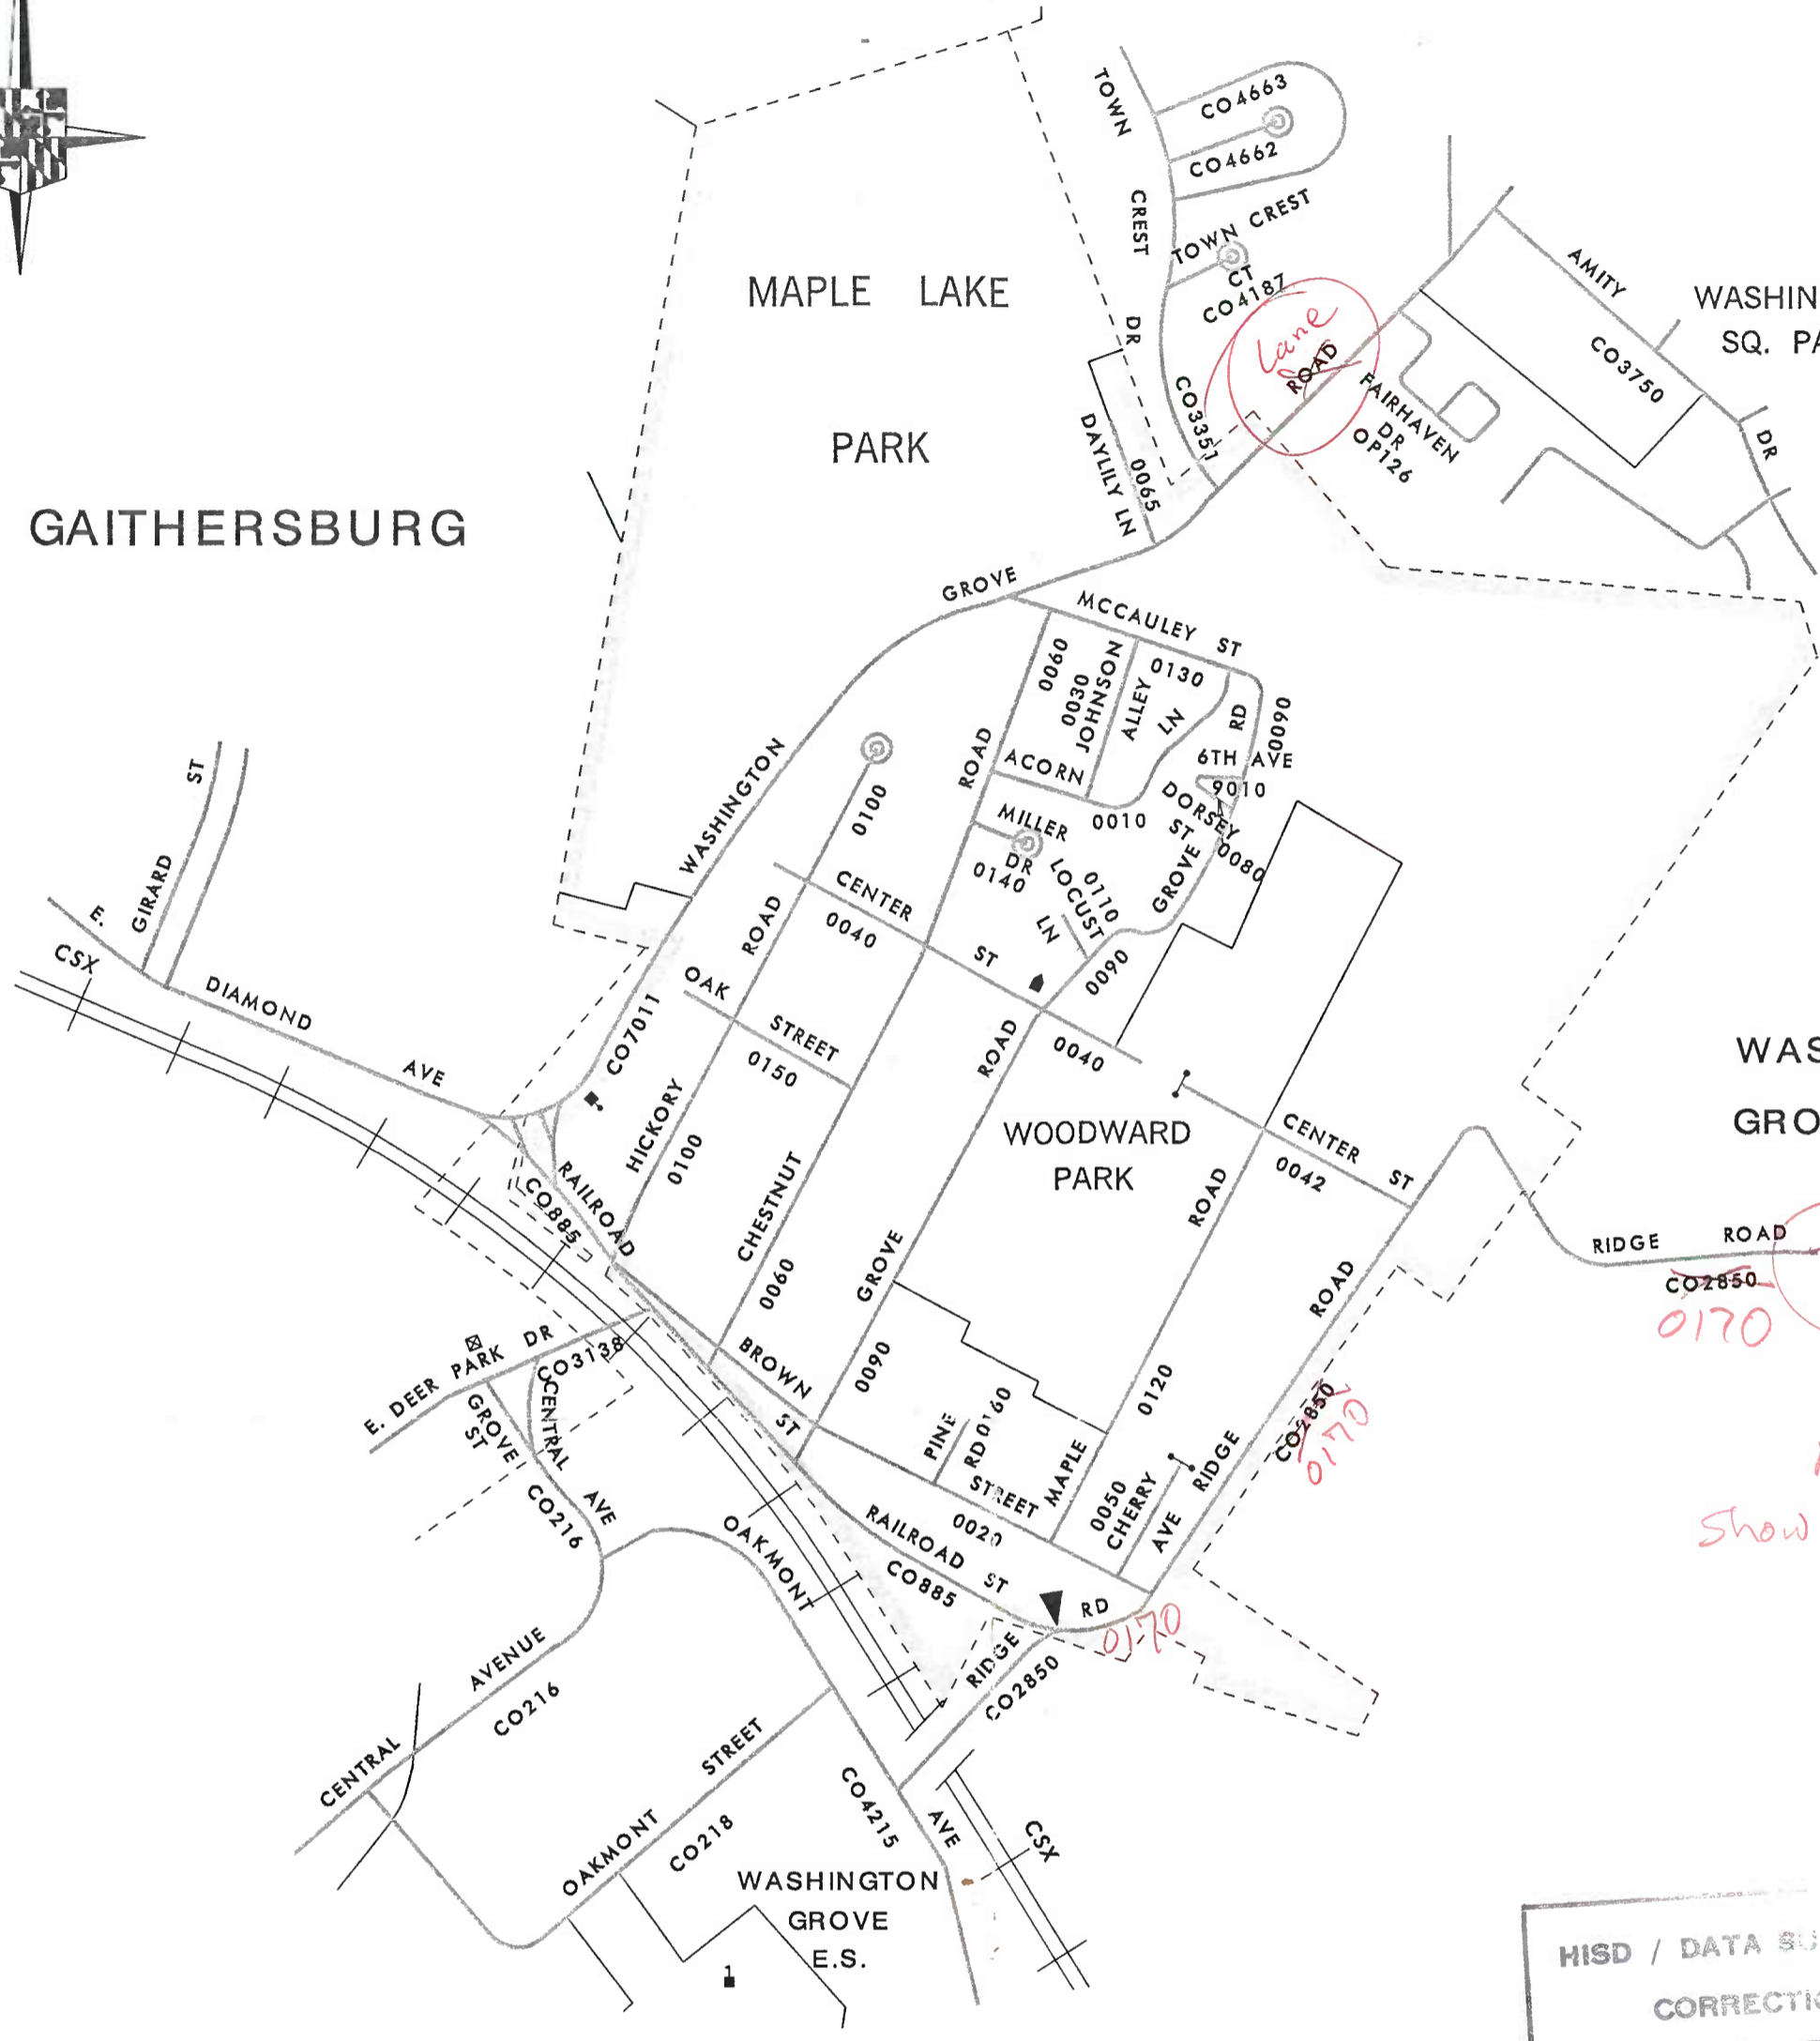 TOWN
CREST
DR
CO3351
CO4663
CO4662
TOWN CREST
CT
CO4187
Lane
ROAD
FAIRHAVEN
DR
OP126
AMITY
CO3750
DR
SQ.
MAPLE LAKE
PARK
GAITHERSBURG
DAYLILY LN
0065
GROVE
WASHINGTON
CO7011
MCCAULEY ST
0130
0060
0030
JOHNSON
ALLEY
LN
RD
0090
6TH AVE
9010
ACORN
0010
DORSEY
ST
0080
MILLER
DR
0140
0110
LOCUST
LN
GROVE
0090
ROAD
0100
CENTER
0040
ST
ROAD
OAK
STREET
0150
ROAD
0040
HICKORY
0100
CHESTNUT
0060
GROVE
0090
WOODWARD
PARK
CENTER
0042
ST
ROAD
0120
MAPLE
ROAD
RIDGE
CO2850
0170
RIDGE ROAD
CO2850
0170
ST
GIRARD
E.
DIAMOND
AVE
CSX
RAILROAD
CO885
E. DEER PARK DR
CO3138
GROVE
ST
CENTRAL
AVE
CO216
BROWN
ST
PINE
RD 0160
STREET
0020
0050
CHERRY
AVE
RAILROAD ST
CO885
RD
0170
RIDGE
CO2850
OAKMONT
CO4215
AVE
CSX
CENTRAL
AVENUE
CO216
OAKMONT
STREET
CO218
WASHINGTON
GROVE
E.S.
1
Show
HISD / DATA